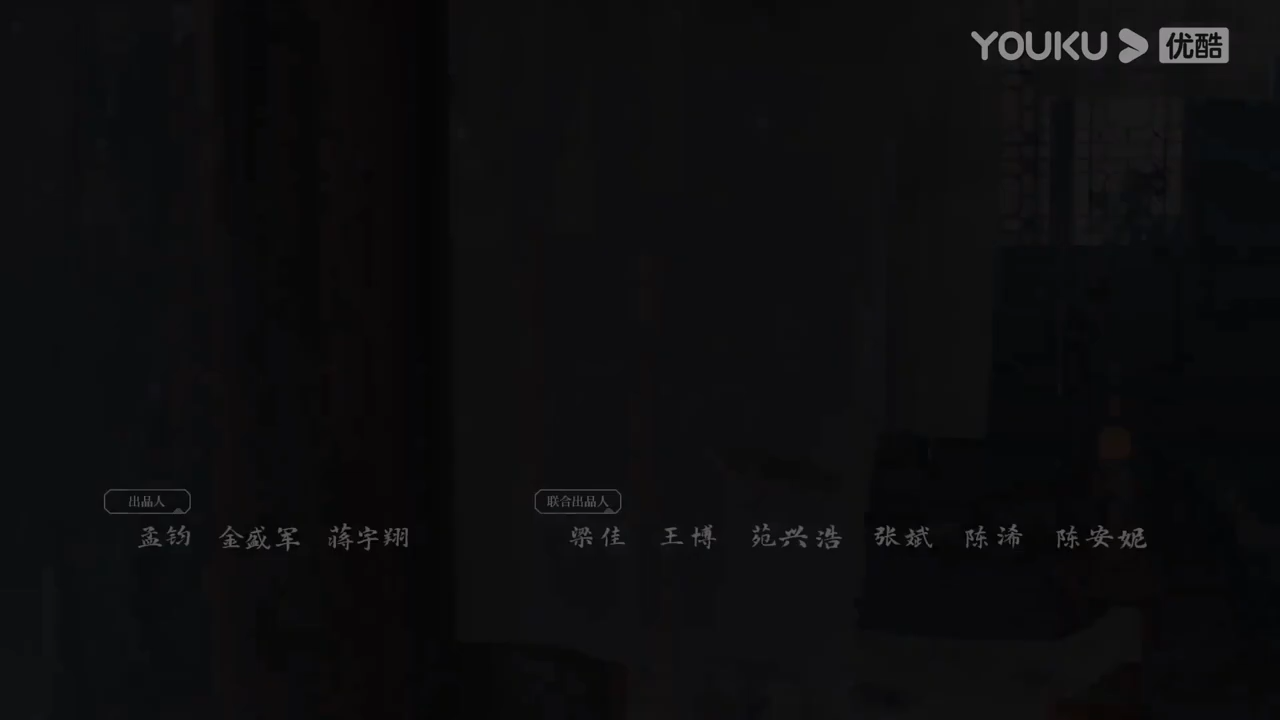 YOUKU 优酷
出品人
孟钧 金盛军 蒋宇翔
联合出品人
梁佳 王博 苑兴浩 张斌 陈浠 陈安妮